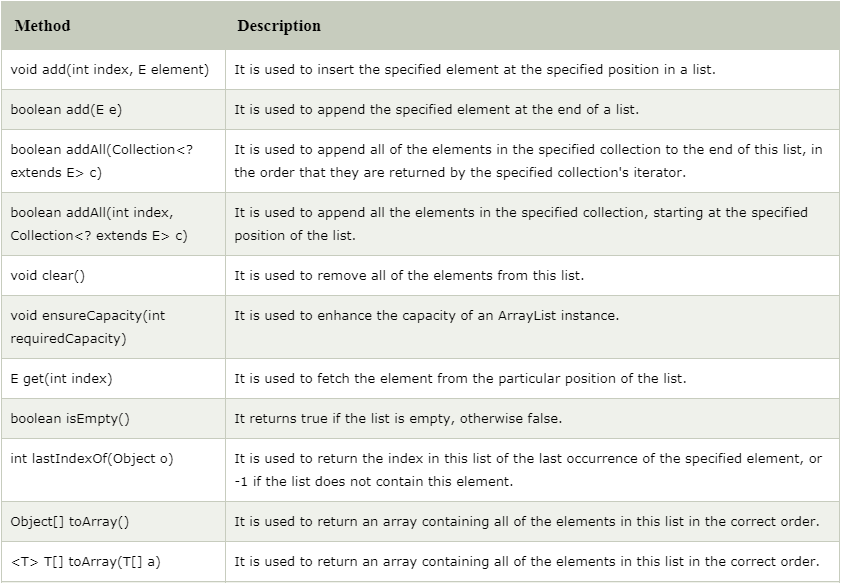 Method Description
void add(int index, E element) It is used to insert the specified element at the specified position in a list.
boolean add(E e) It is used to append the specified element at the end of a list.
boolean addAll(Collection<? It is used to append all of the elements in the specified collection to the end of this list, in
extends E> c) the order that they are returned by the specified collection's iterator.
boolean addAll(int index, It is used to append all the elements in the specified collection, starting at the specified
Collection<? extends E> c) position of the list.
void clear() It is used to remove all of the elements from this list.
void ensureCapacity(int It is used to enhance the capacity of an ArrayList instance.
requiredCapacity)
E get(int index) It is used to fetch the element from the particular position of the list.
boolean isEmpty() It returns true if the list is empty, otherwise false.
int lastIndexOf(Object o) It is used to return the index in this list of the last occurrence of the specified element, or
-1 if the list does not contain this element.
Object[] toArray() It is used to return an array containing all of the elements in this list in the correct order.
<T> T[] toArray(T[] a) It is used to return an array containing all of the elements in this list in the correct order.